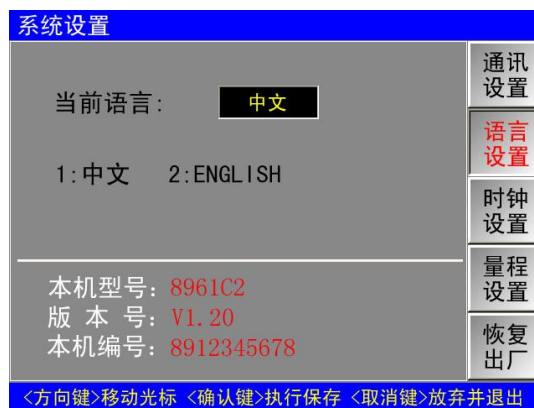 系统设置
当前语言: 中文
1:中文 2:ENGLISH
本机型号: 8961C2
版 本 号: V1.20
本机编号: 8912345678
通讯
设置
语言
设置
时钟
设置
量程
设置
恢复
出厂
<方向键>移动光标 <确认键>执行保存 <取消键>放弃并退出